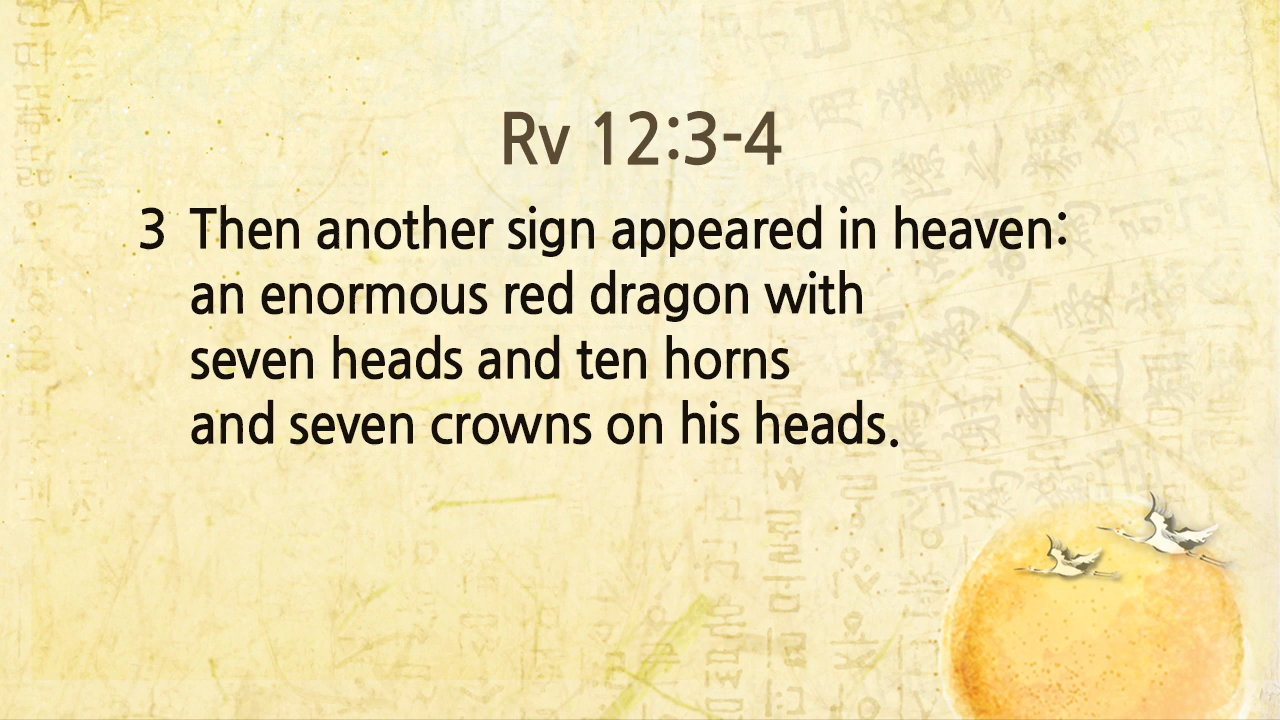 Rv 12:3-4
3 Then another sign appeared in heaven:
an enormous red dragon with
seven heads and ten horns
and seven crowns on his heads.